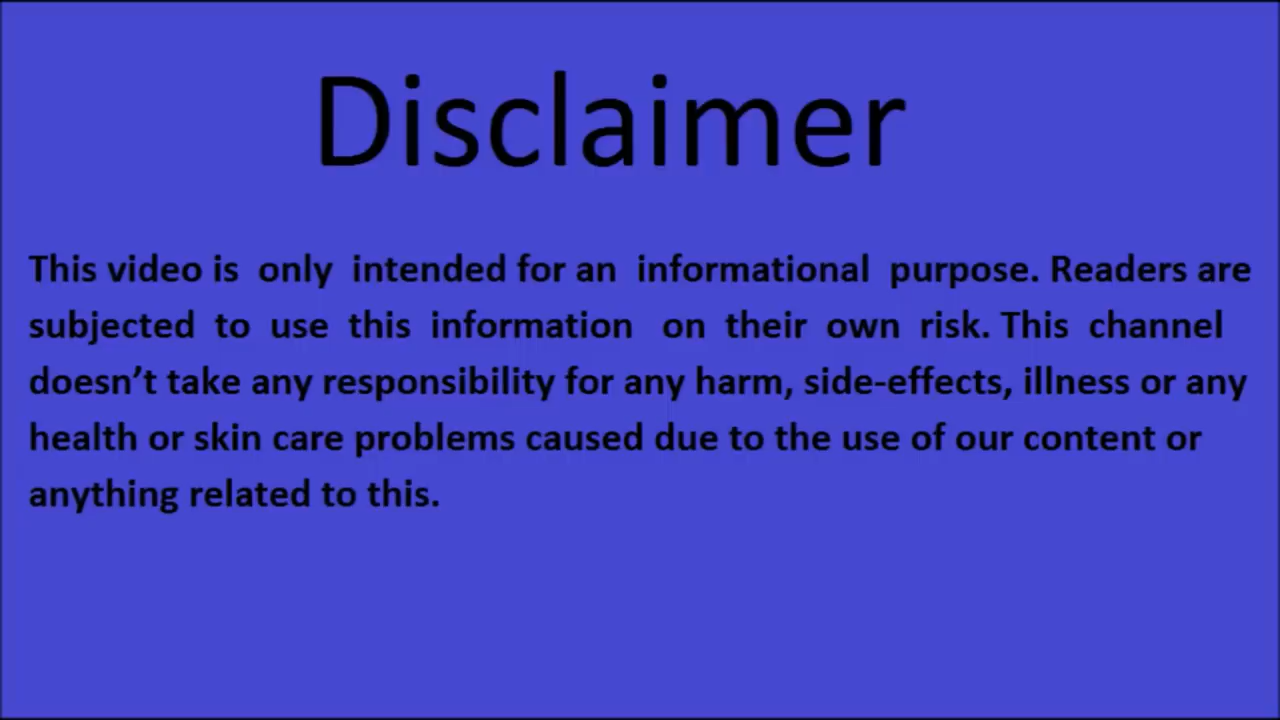 Disclaimer
This video is only intended for an informational purpose. Readers are
subjected to use this information on their own risk. This channel
doesn’t take any responsibility for any harm, side-effects, illness or any
health or skin care problems caused due to the use of our content or
anything related to this.